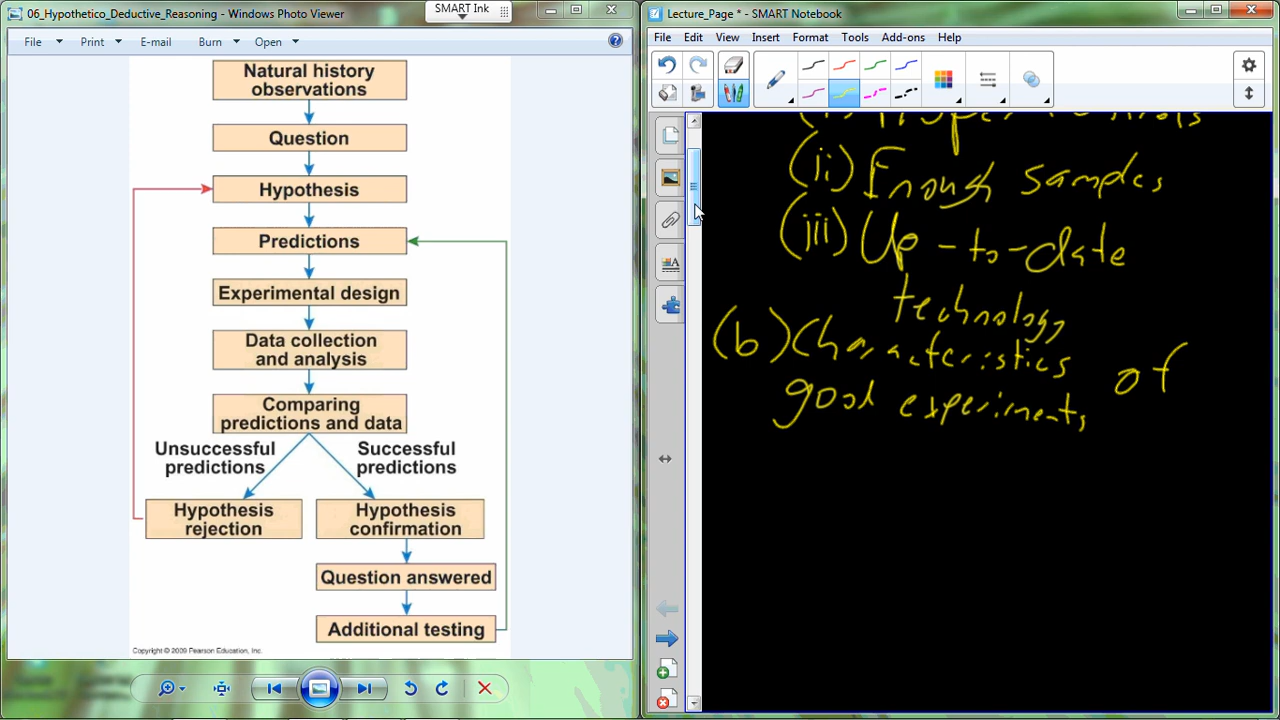 06_Hypothetico_Deductive_Reasoning - Windows Photo Viewer
SMART Ink
File Print E-mail Burn Open
Natural history
observations
Question
Hypothesis
Predictions
Experimental design
Data collection
and analysis
Comparing
predictions and data
Unsuccessful
predictions
Successful
predictions
Hypothesis
rejection
Hypothesis
confirmation
Question answered
Additional testing
Copyright © 2009 Pearson Education, Inc.
Lecture_Page * - SMART Notebook
File Edit View Insert Format Tools Add-ons Help
(ii) Enough samples
(iii) Up-to-date
technology
(b) Characteristics of
good experiments